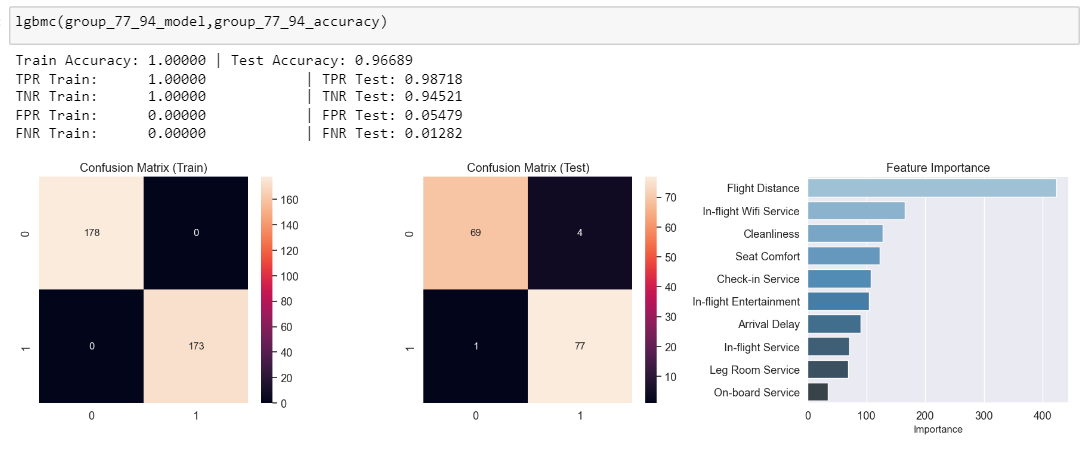 lgbmc(group_77_94_model,group_77_94_accuracy)
Train Accuracy: 1.00000 | Test Accuracy: 0.96689
TPR Train: 1.00000 | TPR Test: 0.98718
TNR Train: 1.00000 | TNR Test: 0.94521
FPR Train: 0.00000 | FPR Test: 0.05479
FNR Train: 0.00000 | FNR Test: 0.01282
Confusion Matrix (Train)
0
1
178
0
0
173
0
1
160
140
120
100
80
60
40
20
0
Confusion Matrix (Test)
0
1
69
4
1
77
0
1
70
60
50
40
30
20
10
Feature Importance
Flight Distance
In-flight Wifi Service
Cleanliness
Seat Comfort
Check-in Service
In-flight Entertainment
Arrival Delay
In-flight Service
Leg Room Service
On-board Service
0 100 200 300 400
Importance